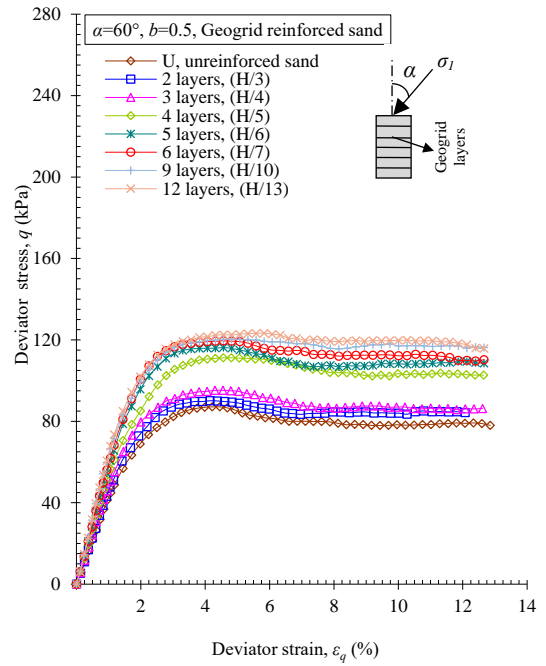 α=60°, b=0.5, Geogrid reinforced sand
U, unreinforced sand
2 layers, (H/3)
3 layers, (H/4)
4 layers, (H/5)
5 layers, (H/6)
6 layers, (H/7)
9 layers, (H/10)
12 layers, (H/13)
α
σ1
Geogrid
layers
Deviator stress, q (kPa)
280
240
200
160
120
80
40
0
2
4
6
8
10
12
14
Deviator strain, εq (%)